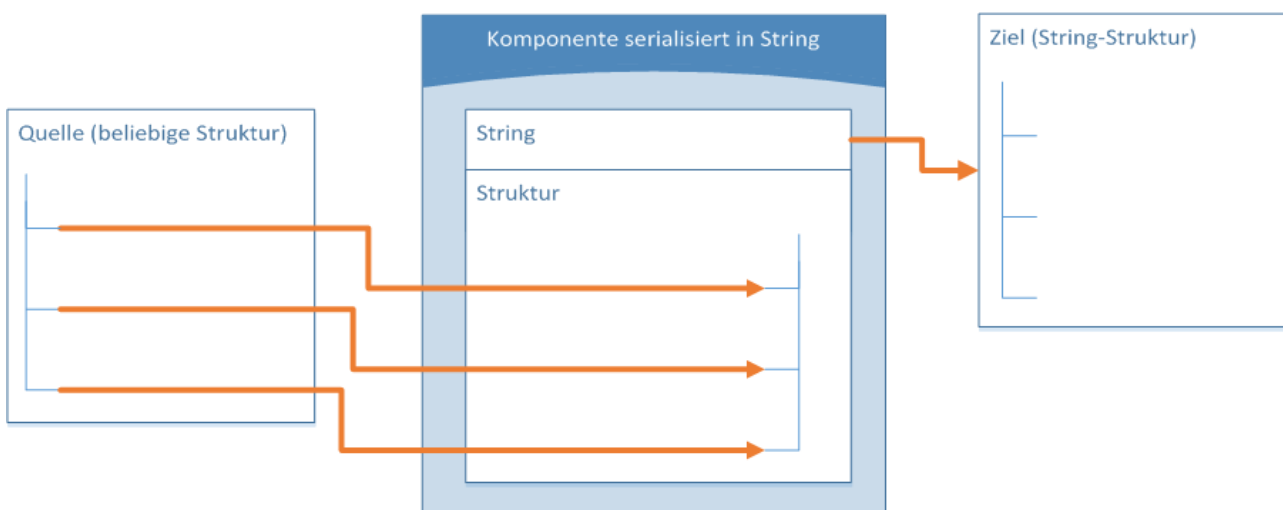 Quelle (beliebige Struktur)
Komponente serialisiert in String
String
Struktur
Ziel (String-Struktur)